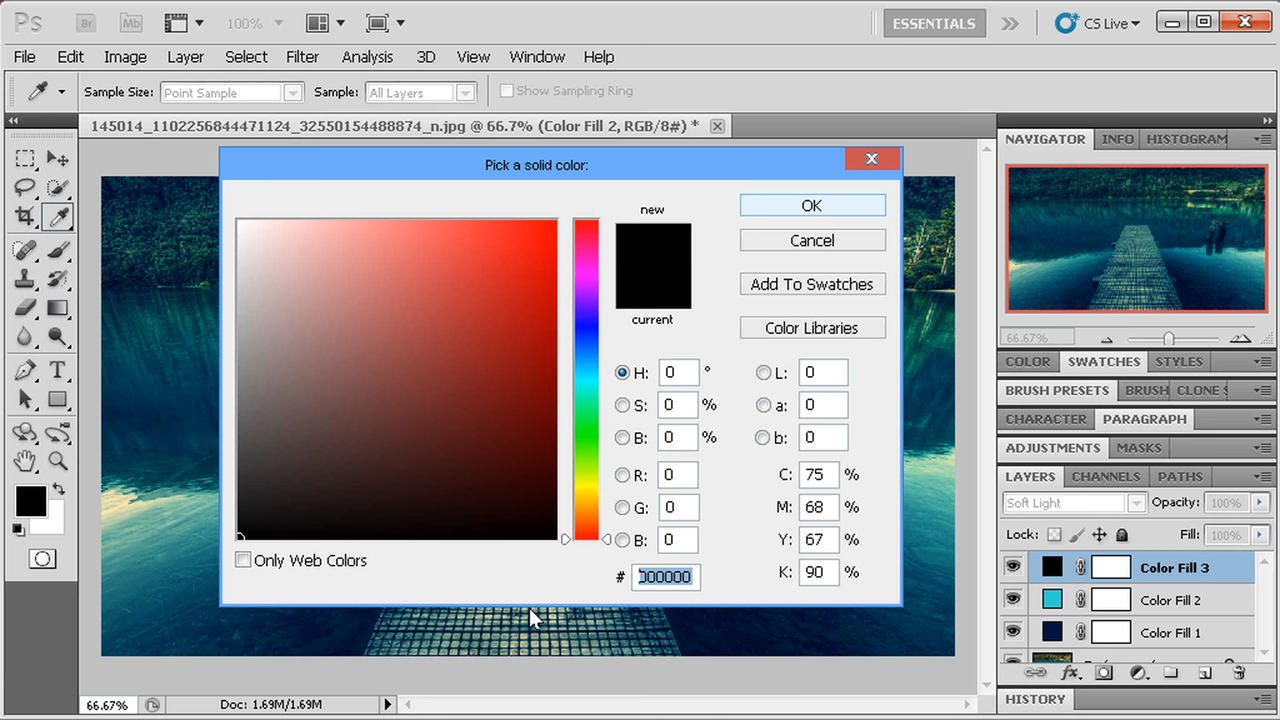 Ps Br Mb 100% ESSENTIALS CS Live
File Edit Image Layer Select Filter Analysis 3D View Window Help
Sample Size: Point Sample Sample: All Layers Show Sampling Ring
145014_1102256844471124_32550154488874_n.jpg @ 66.7% (Color Fill 2, RGB/8#) *
NAVIGATOR INFO HISTOGRAM
Pick a solid color:
new
OK
Cancel
Add To Swatches
current
Color Libraries
H: 0 ° L: 0
S: 0 % a: 0
B: 0 % b: 0
R: 0 C: 75 %
G: 0 M: 68 %
B: 0 Y: 67 %
# 000000 K: 90 %
Only Web Colors
66.67%
COLOR SWATCHES STYLES
BRUSH PRESETS BRUSH CLONE S
CHARACTER PARAGRAPH
ADJUSTMENTS MASKS
LAYERS CHANNELS PATHS
Soft Light Opacity: 100%
Lock: Fill: 100%
Color Fill 3
Color Fill 2
Color Fill 1
fx
HISTORY
66.67% Doc: 1.69M/1.69M